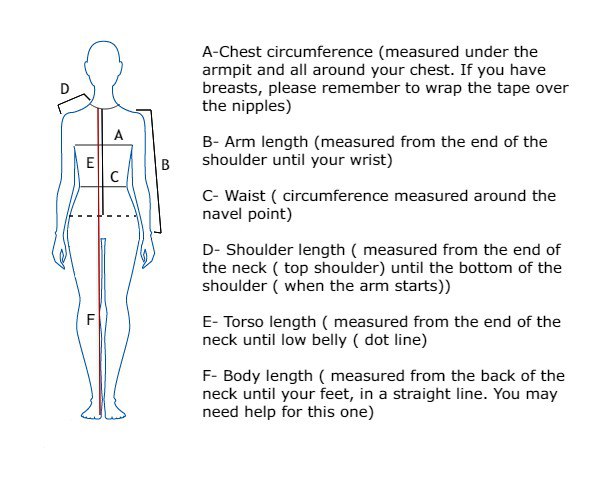 A-Chest circumference (measured under the
armpit and all around your chest. If you have
breasts, please remember to wrap the tape over
the nipples)
B- Arm length (measured from the end of the
shoulder until your wrist)
C- Waist ( circumference measured around the
navel point)
D- Shoulder length ( measured from the end of
the neck ( top shoulder) until the bottom of the
shoulder ( when the arm starts))
E- Torso length ( measured from the end of the
neck until low belly ( dot line)
F- Body length ( measured from the back of the
neck until your feet, in a straight line. You may
need help for this one)
D
A
E
B
C
F